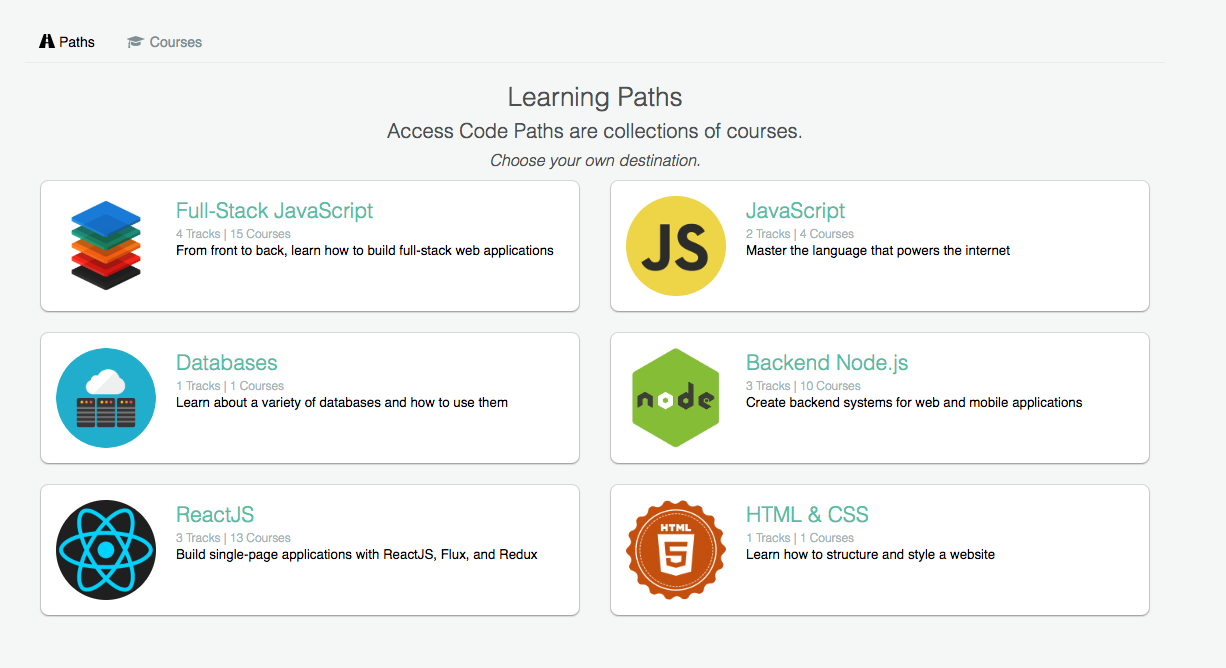 Paths
Courses
Learning Paths
Access Code Paths are collections of courses.
Choose your own destination.
Full-Stack JavaScript
4 Tracks | 15 Courses
From front to back, learn how to build full-stack web applications
JS
JavaScript
2 Tracks | 4 Courses
Master the language that powers the internet
Databases
1 Tracks | 1 Courses
Learn about a variety of databases and how to use them
node
Backend Node.js
3 Tracks | 10 Courses
Create backend systems for web and mobile applications
ReactJS
3 Tracks | 13 Courses
Build single-page applications with ReactJS, Flux, and Redux
HTML
5
HTML & CSS
1 Tracks | 1 Courses
Learn how to structure and style a website